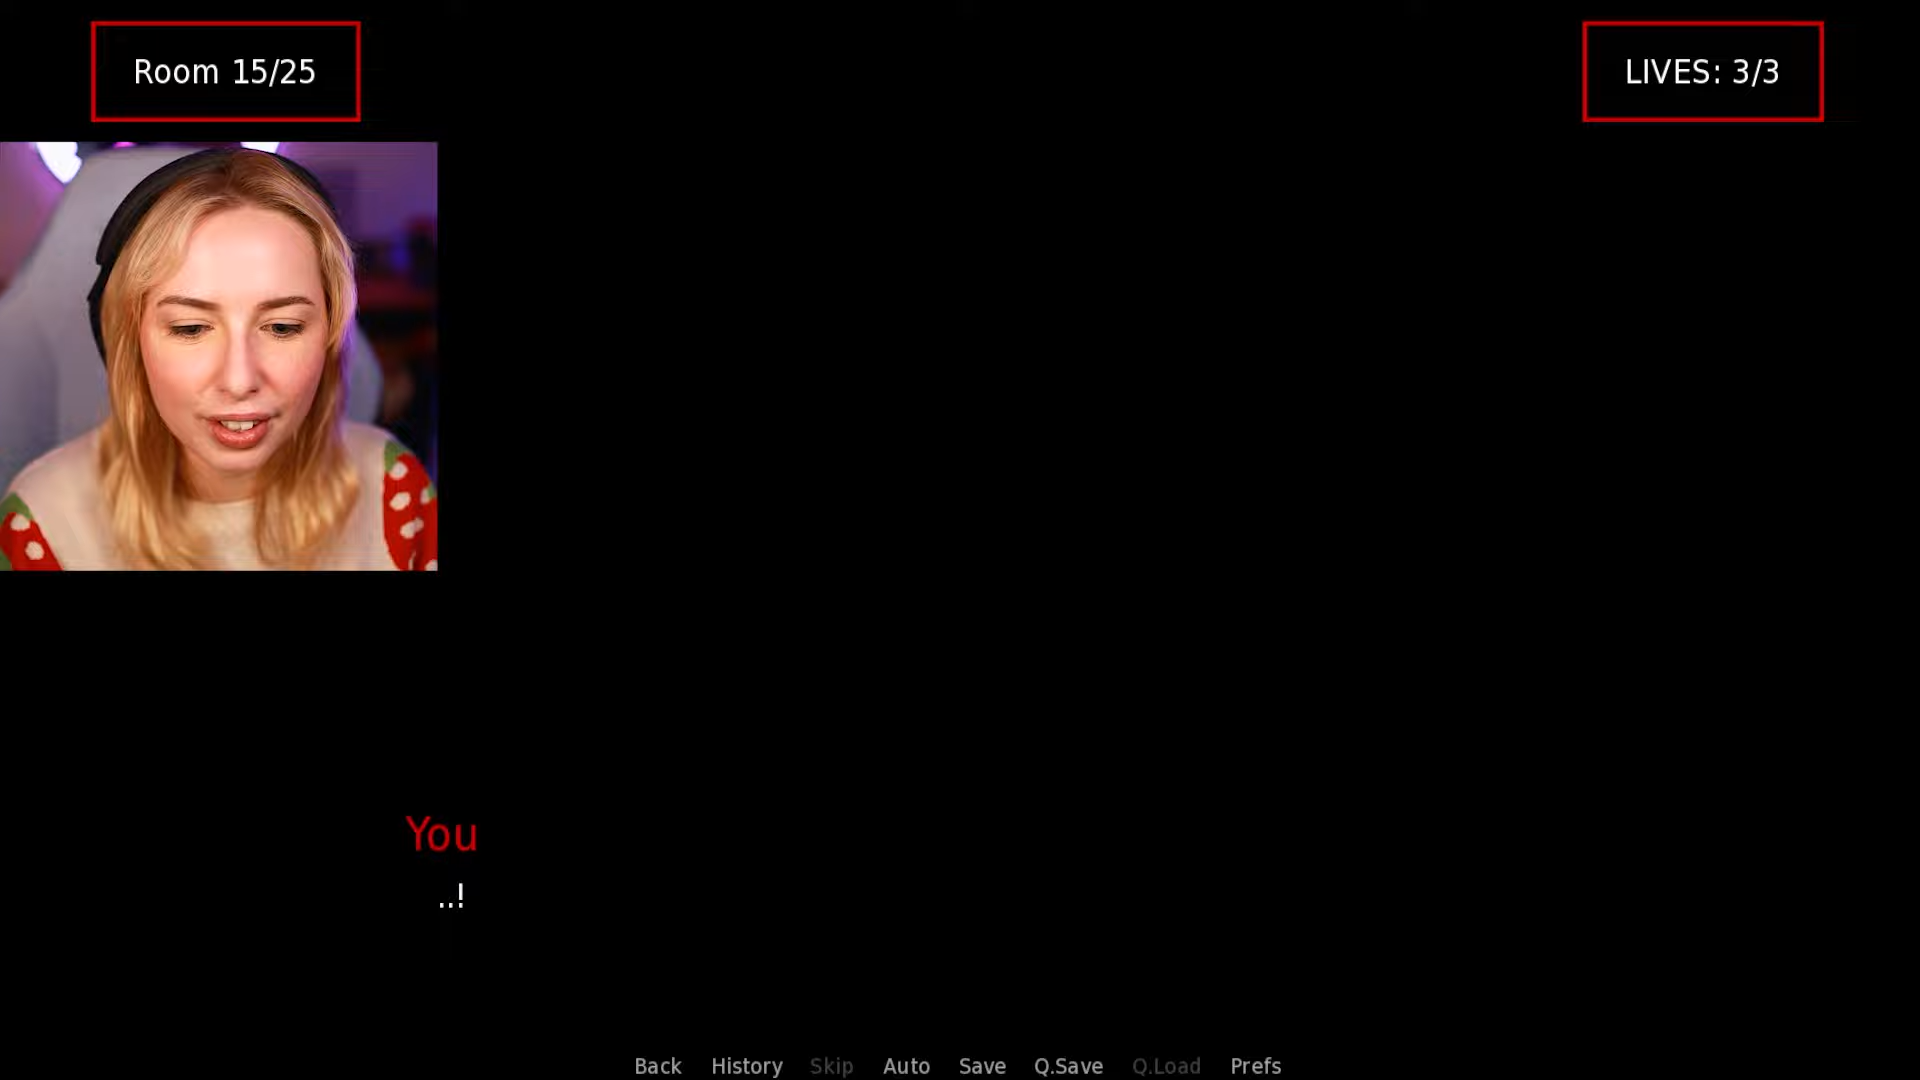 Room 15/25
LIVES: 3/3
You
..!
Back History Skip Auto Save Q.Save Q.Load Prefs